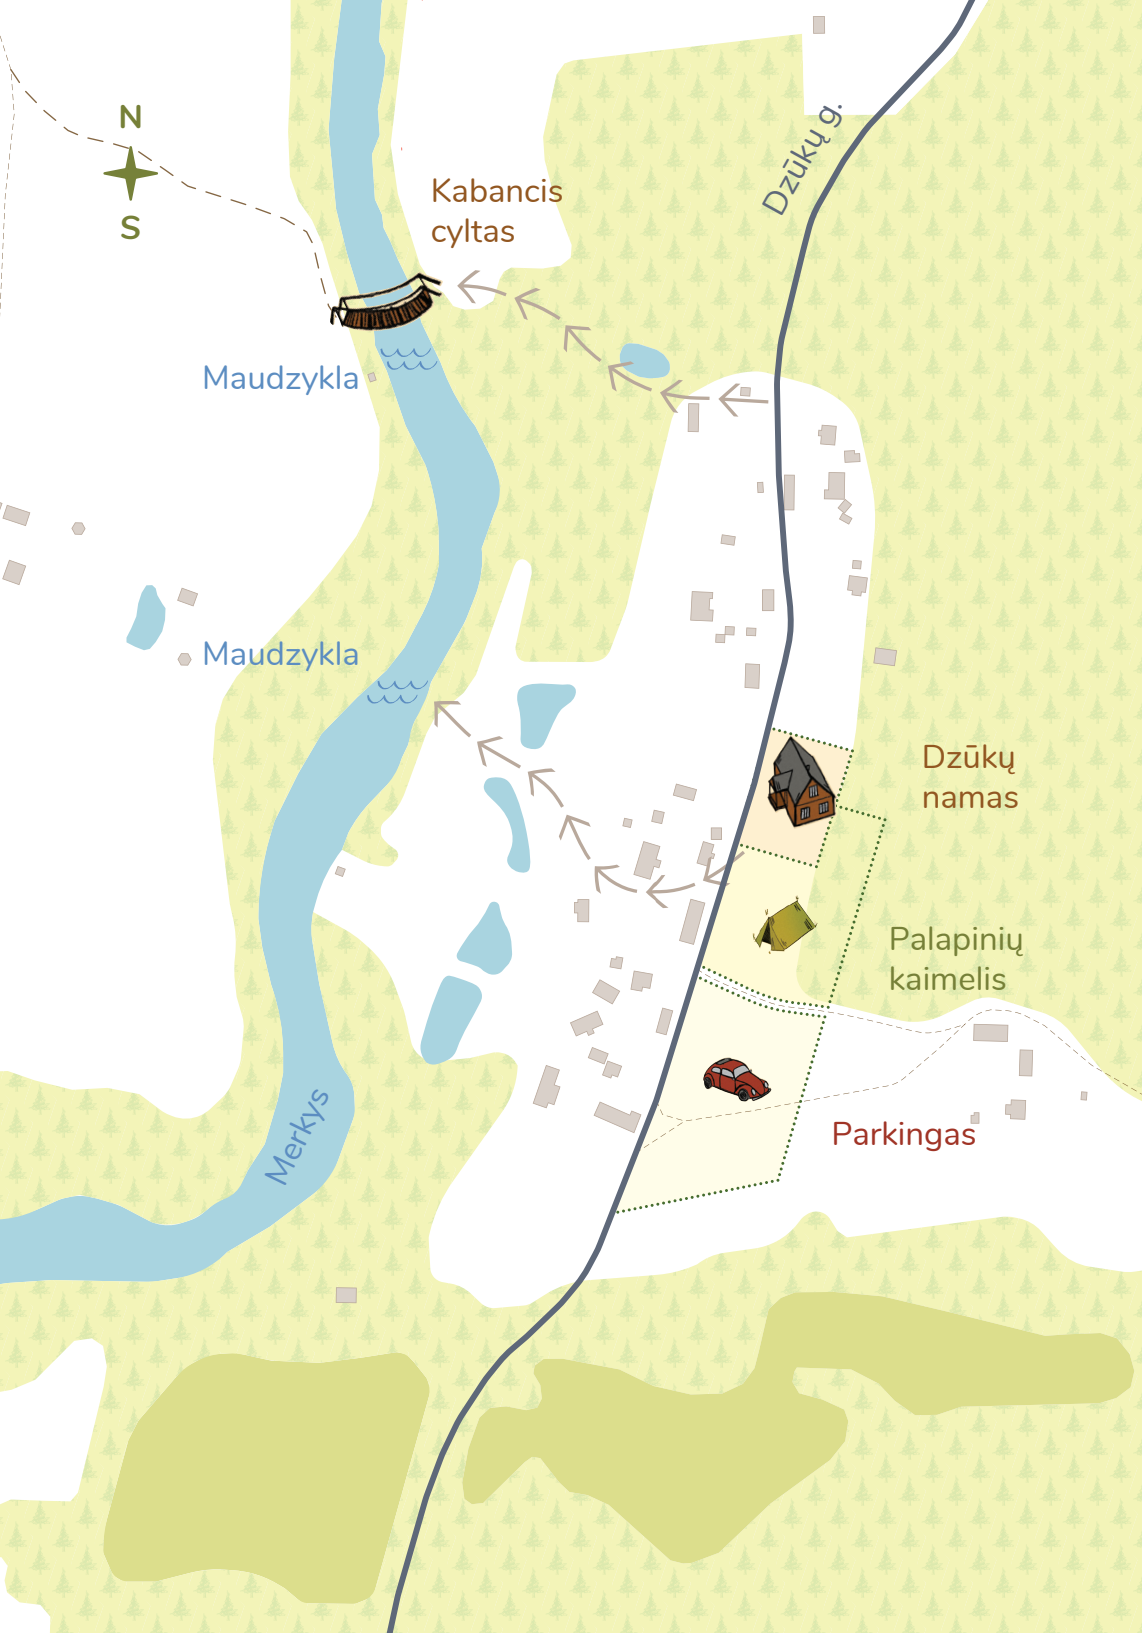 N
S
Dzūkų g.
Kabancis
cyltas
Maudzykla
Maudzykla
Dzūkų
namas
Palapinių
kaimelis
Merkys
Parkingas